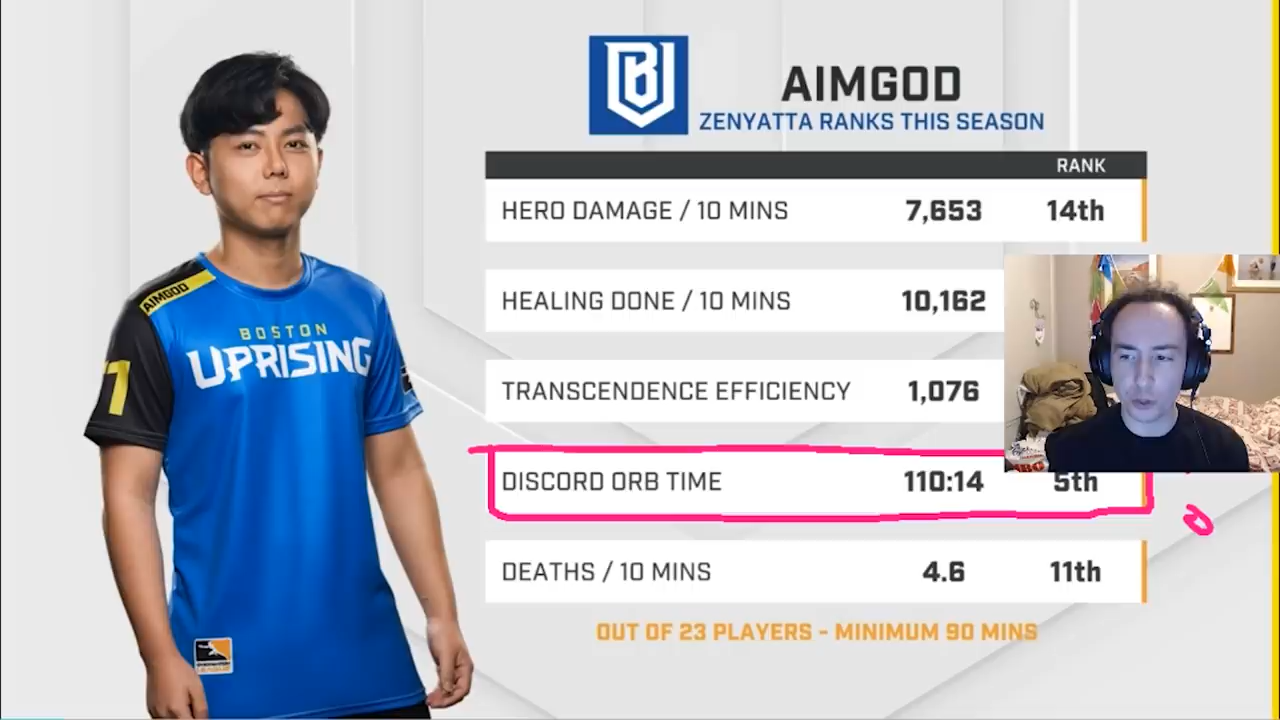 AIMGOD
ZENYATTA RANKS THIS SEASON
RANK
HERO DAMAGE / 10 MINS 7,653 14th
HEALING DONE / 10 MINS 10,162
TRANSCENDENCE EFFICIENCY 1,076
DISCORD ORB TIME 110:14 5th
DEATHS / 10 MINS 4.6 11th
OUT OF 23 PLAYERS - MINIMUM 90 MINS
AIMGOD
BOSTON
UPRISING
7